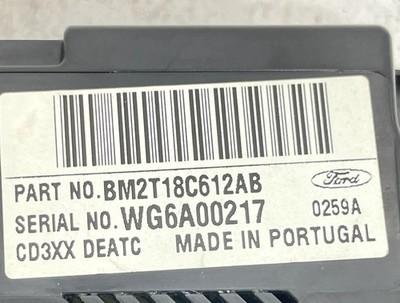 PART NO. BM2T18C612AB
Ford
SERIAL NO. WG6A00217 0259A
CD3XX DEATC MADE IN PORTUGAL